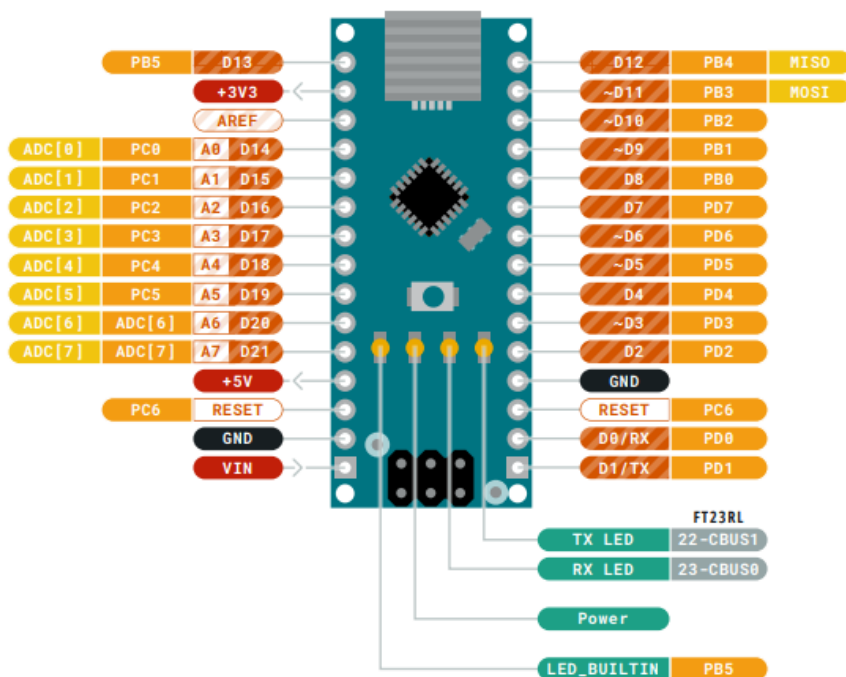 PB5 D13 D12 PB4 MISO
+3V3 ~D11 PB3 MOSI
AREF ~D10 PB2
ADC[0] PC0 A0 D14 ~D9 PB1
ADC[1] PC1 A1 D15 D8 PB0
ADC[2] PC2 A2 D16 D7 PD7
ADC[3] PC3 A3 D17 ~D6 PD6
ADC[4] PC4 A4 D18 ~D5 PD5
ADC[5] PC5 A5 D19 D4 PD4
ADC[6] ADC[6] A6 D20 ~D3 PD3
ADC[7] ADC[7] A7 D21 D2 PD2
+5V GND
PC6 RESET RESET PC6
GND D0/RX PD0
VIN D1/TX PD1
FT23RL
TX LED 22-CBUS1
RX LED 23-CBUS0
Power
LED_BUILTIN PB5